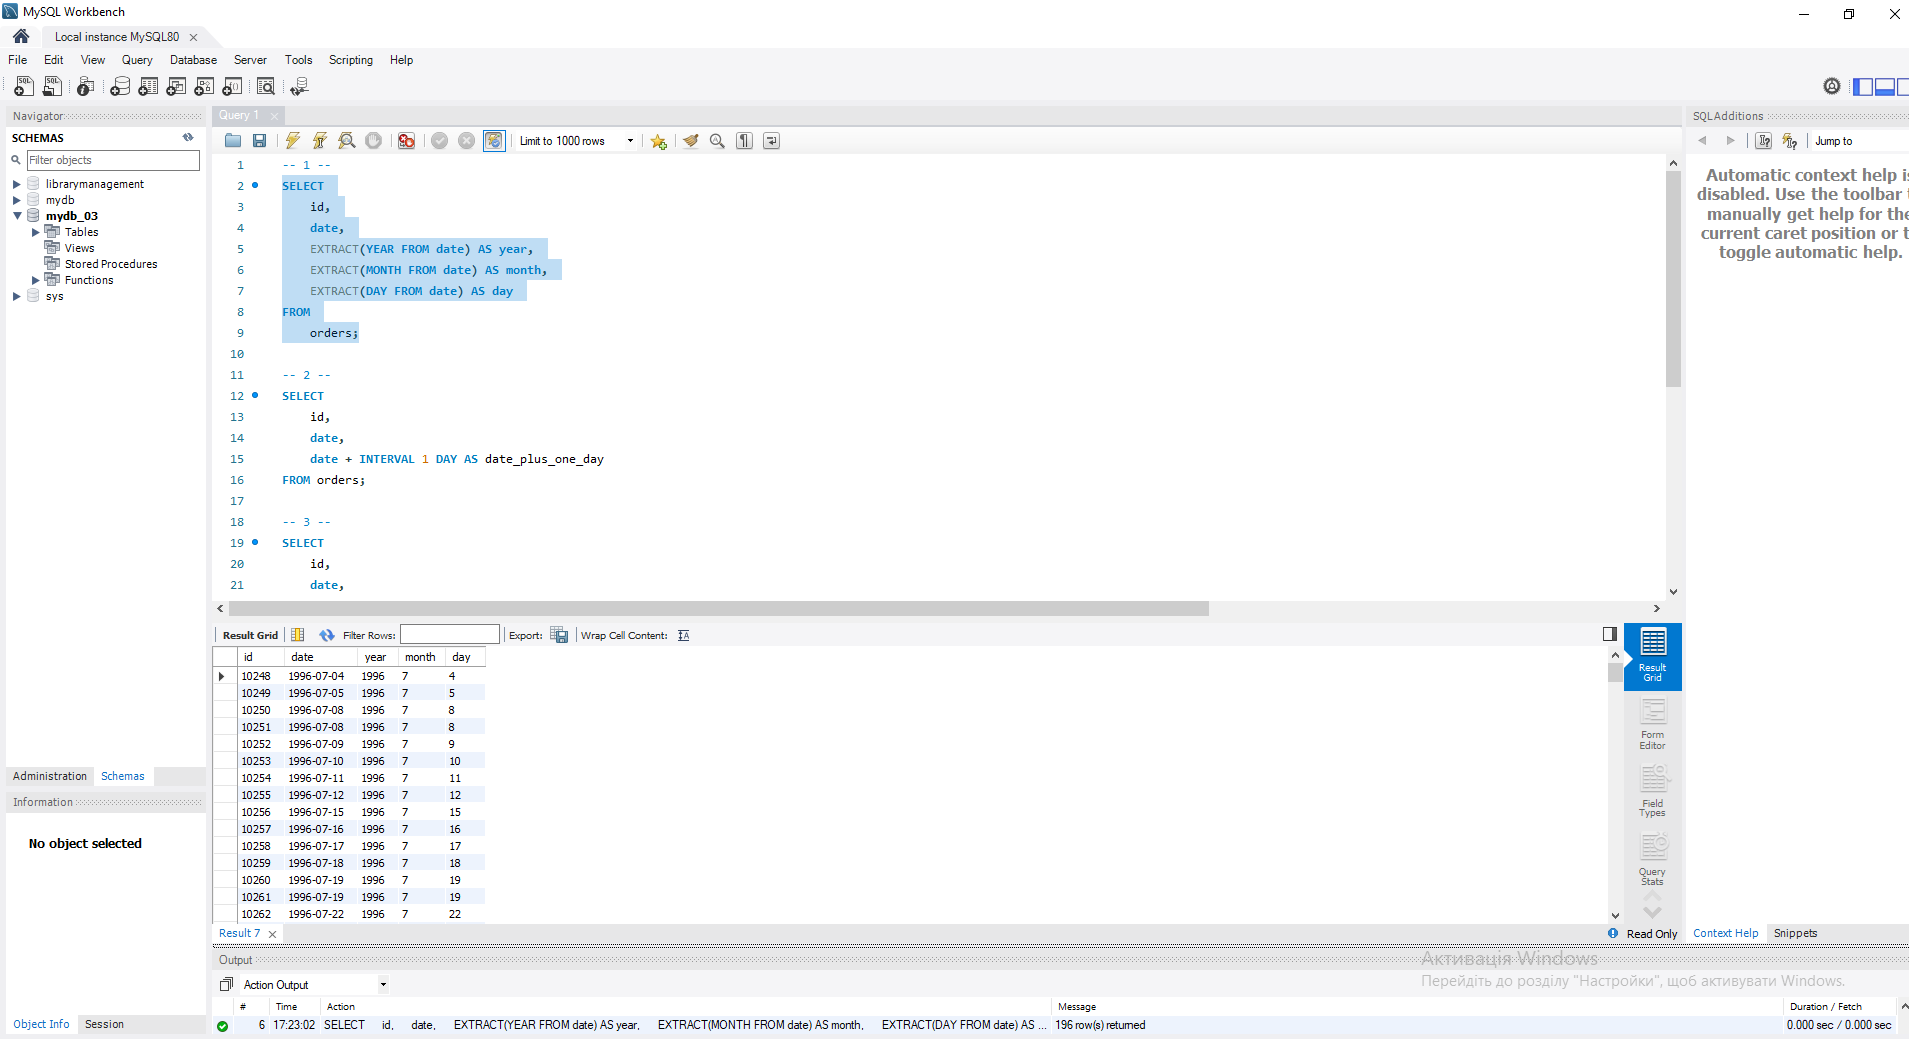 MySQL Workbench
Local instance MySQL80
File Edit View Query Database Server Tools Scripting Help
Navigator
SCHEMAS
Filter objects
librarymanagement
mydb
mydb_03
Tables
Views
Stored Procedures
Functions
sys
Administration Schemas
Information
No object selected
Object Info Session
Query 1
Limit to 1000 rows
1 -- 1 --
2 SELECT
3 id,
4 date,
5 EXTRACT(YEAR FROM date) AS year,
6 EXTRACT(MONTH FROM date) AS month,
7 EXTRACT(DAY FROM date) AS day
8 FROM
9 orders;
10
11 -- 2 --
12 SELECT
13 id,
14 date,
15 date + INTERVAL 1 DAY AS date_plus_one_day
16 FROM orders;
17
18 -- 3 --
19 SELECT
20 id,
21 date,
Result Grid Filter Rows: Export: Wrap Cell Content:
id date year month day
10248 1996-07-04 1996 7 4
10249 1996-07-05 1996 7 5
10250 1996-07-08 1996 7 8
10251 1996-07-08 1996 7 8
10252 1996-07-09 1996 7 9
10253 1996-07-10 1996 7 10
10254 1996-07-11 1996 7 11
10255 1996-07-12 1996 7 12
10256 1996-07-15 1996 7 15
10257 1996-07-16 1996 7 16
10258 1996-07-17 1996 7 17
10259 1996-07-18 1996 7 18
10260 1996-07-19 1996 7 19
10261 1996-07-19 1996 7 19
10262 1996-07-22 1996 7 22
Result
Grid
Form
Editor
Field
Types
Query
Stats
Result 7
Read Only
SQLAdditions
Jump to
Automatic context help is
disabled. Use the toolbar t
manually get help for the
current caret position or t
toggle automatic help.
Context Help Snippets
Output
Action Output
# Time Action Message Duration / Fetch
6 17:23:02 SELECT id, date, EXTRACT(YEAR FROM date) AS year, EXTRACT(MONTH FROM date) AS month, EXTRACT(DAY FROM date) AS ... 196 row(s) returned 0.000 sec / 0.000 sec
Активація Windows
Перейдіть до розділу "Настройки", щоб активувати Windows.